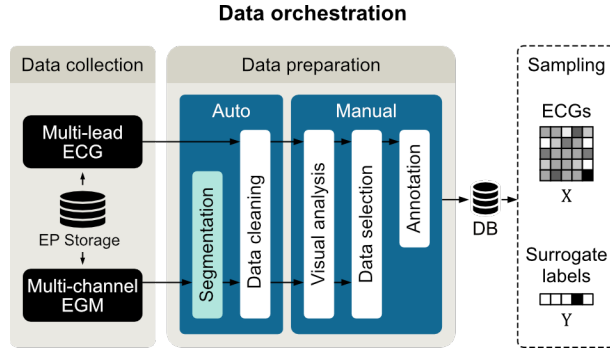 Data orchestration
Data collection
Multi-lead
ECG
EP Storage
Multi-channel
EGM
Data preparation
Auto
Segmentation
Data cleaning
Manual
Visual analysis
Data selection
Annotation
DB
Sampling
ECGs
X
Surrogate
labels
Y